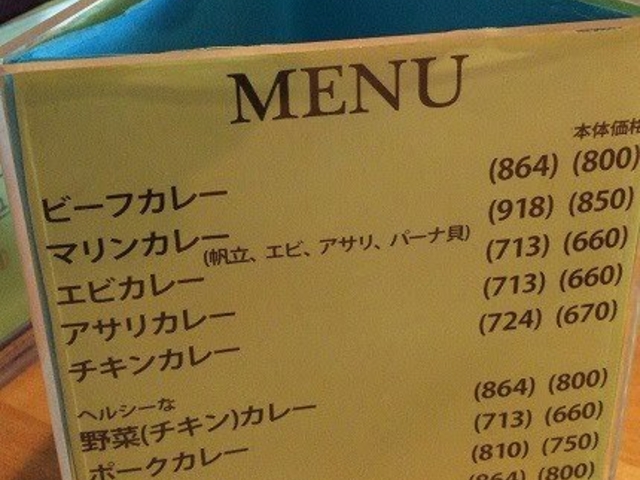 MENU
本体価格
ビーフカレー (864) (800)
マリンカレー (帆立、エビ、アサリ、パーナ貝) (918) (850)
エビカレー (713) (660)
アサリカレー (713) (660)
チキンカレー (724) (670)
ヘルシーな
野菜(チキン)カレー (864) (800)
ポークカレー (713) (660)
(810) (750)
(864) (800)